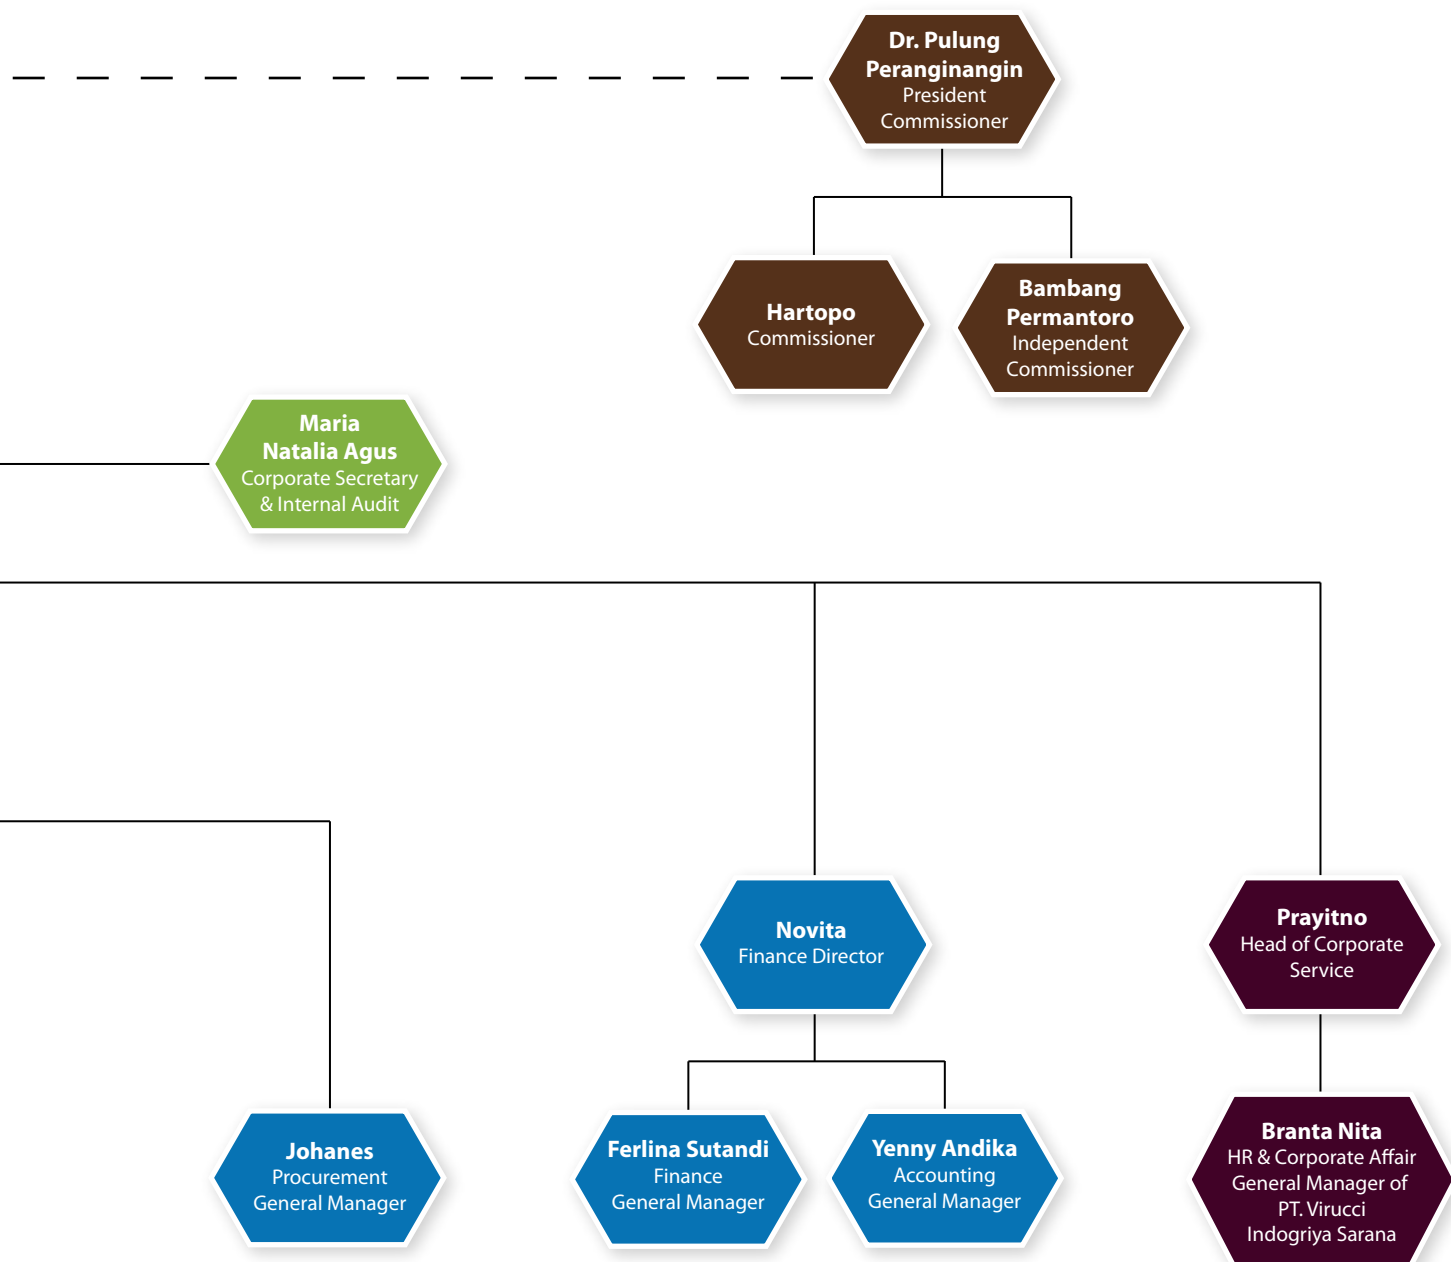 Dr. Pulung
Peranginangin
President
Commissioner
Hartopo
Commissioner
Bambang
Permantoro
Independent
Commissioner
Maria
Natalia Agus
Corporate Secretary
& Internal Audit
Novita
Finance Director
Prayitno
Head of Corporate
Service
Johanes
Procurement
General Manager
Ferlina Sutandi
Finance
General Manager
Yenny Andika
Accounting
General Manager
Branta Nita
HR & Corporate Affair
General Manager of
PT. Virucci
Indogriya Sarana